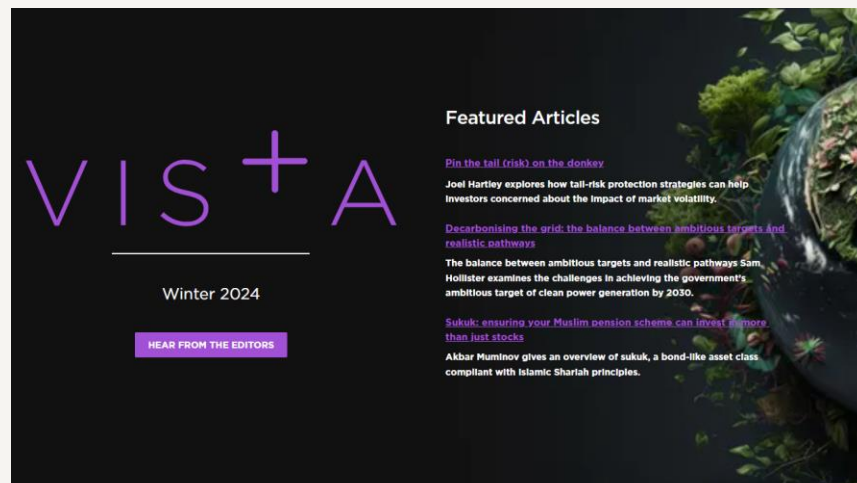 VISTA
Winter 2024
HEAR FROM THE EDITORS
Featured Articles
Pin the tail (risk) on the donkey
Joel Hartley explores how tail-risk protection strategies can help
investors concerned about the impact of market volatility.
Decarbonising the grid: the balance between ambitious targets and
realistic pathways
The balance between ambitious targets and realistic pathways Sam
Hollister examines the challenges in achieving the government's
ambitious target of clean power generation by 2030.
Sukuk: ensuring your Muslim pension scheme can invest in more
than just stocks
Akbar Muminov gives an overview of sukuk, a bond-like asset class
compliant with Islamic Shariah principles.